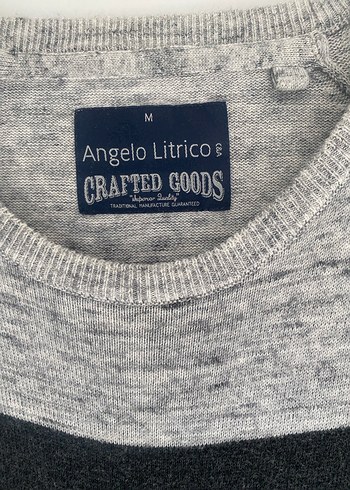 M
Angelo Litrico C&A
CRAFTED GOODS
"Superior Quality"
TRADITIONAL MANUFACTURE GUARANTEED